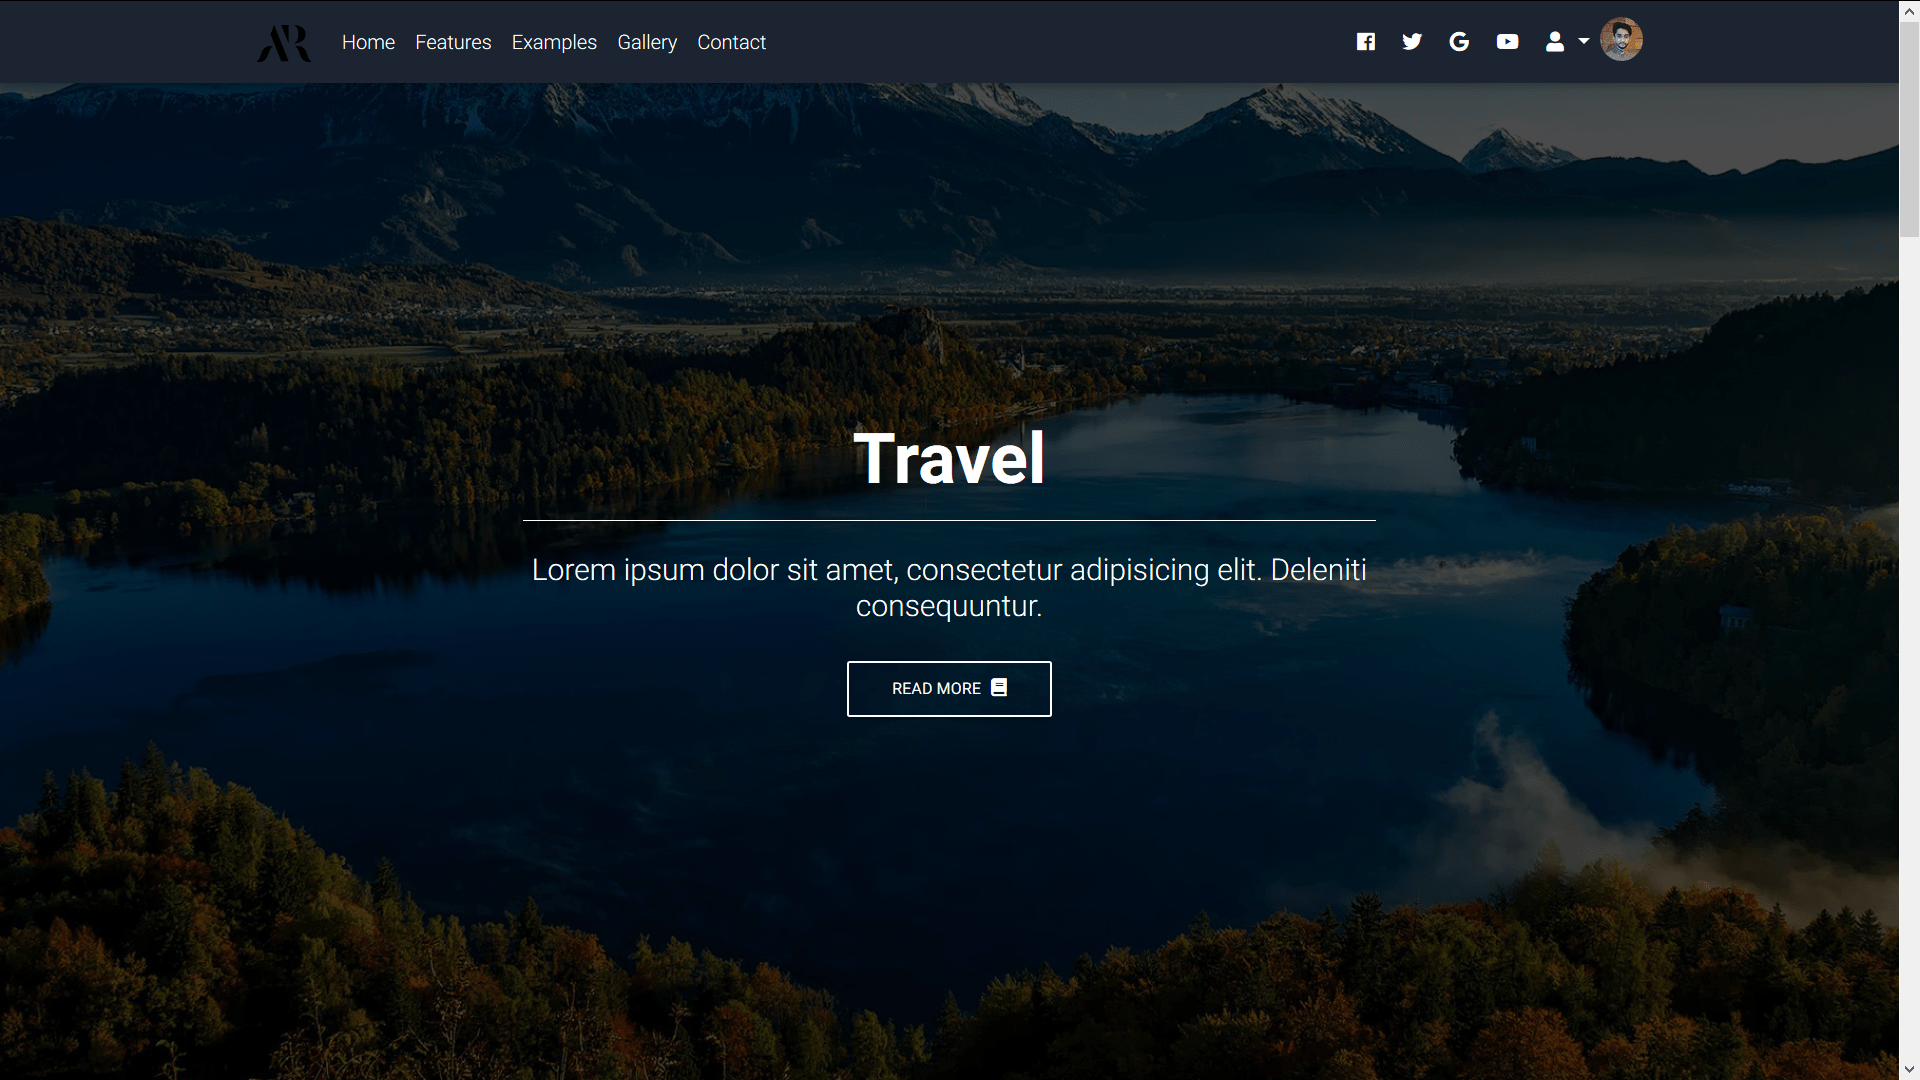 AR
Home Features Examples Gallery Contact
Travel
Lorem ipsum dolor sit amet, consectetur adipisicing elit. Deleniti
consequuntur.
READ MORE